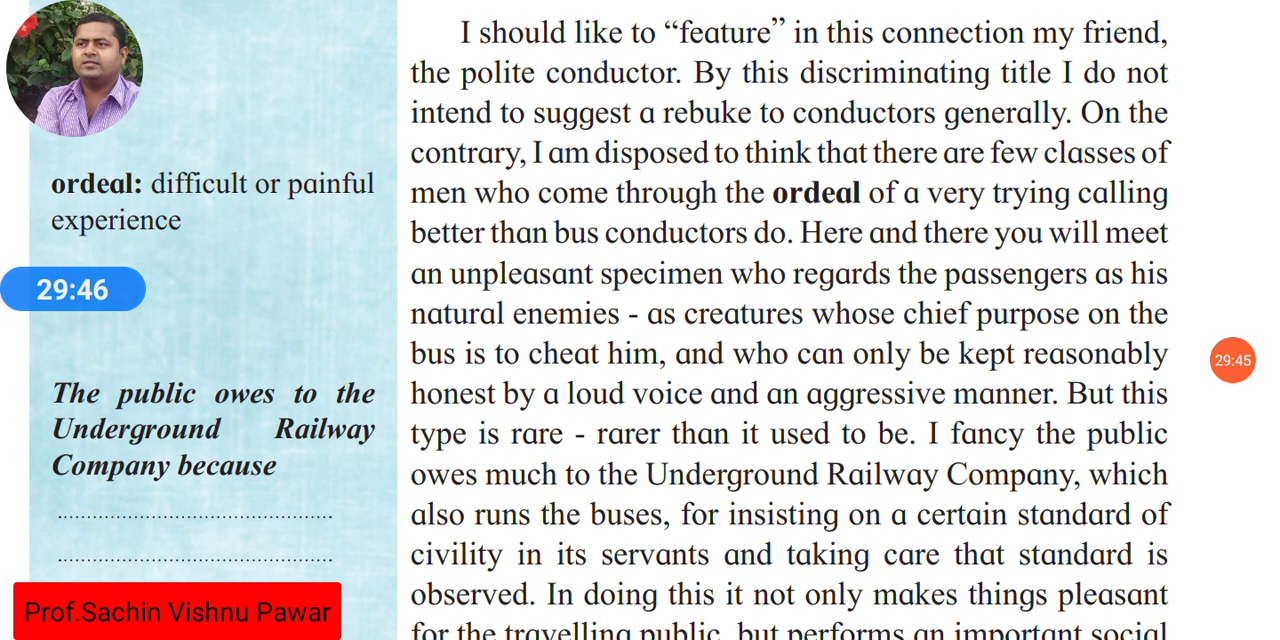 ordeal: difficult or painful
experience
29:46
The public owes to the
Underground Railway
Company because
Prof.Sachin Vishnu Pawar
I should like to “feature” in this connection my friend,
the polite conductor. By this discriminating title I do not
intend to suggest a rebuke to conductors generally. On the
contrary, I am disposed to think that there are few classes of
men who come through the ordeal of a very trying calling
better than bus conductors do. Here and there you will meet
an unpleasant specimen who regards the passengers as his
natural enemies - as creatures whose chief purpose on the
bus is to cheat him, and who can only be kept reasonably
honest by a loud voice and an aggressive manner. But this
type is rare - rarer than it used to be. I fancy the public
owes much to the Underground Railway Company, which
also runs the buses, for insisting on a certain standard of
civility in its servants and taking care that standard is
observed. In doing this it not only makes things pleasant
for the travelling public, but performs an important social
29:45